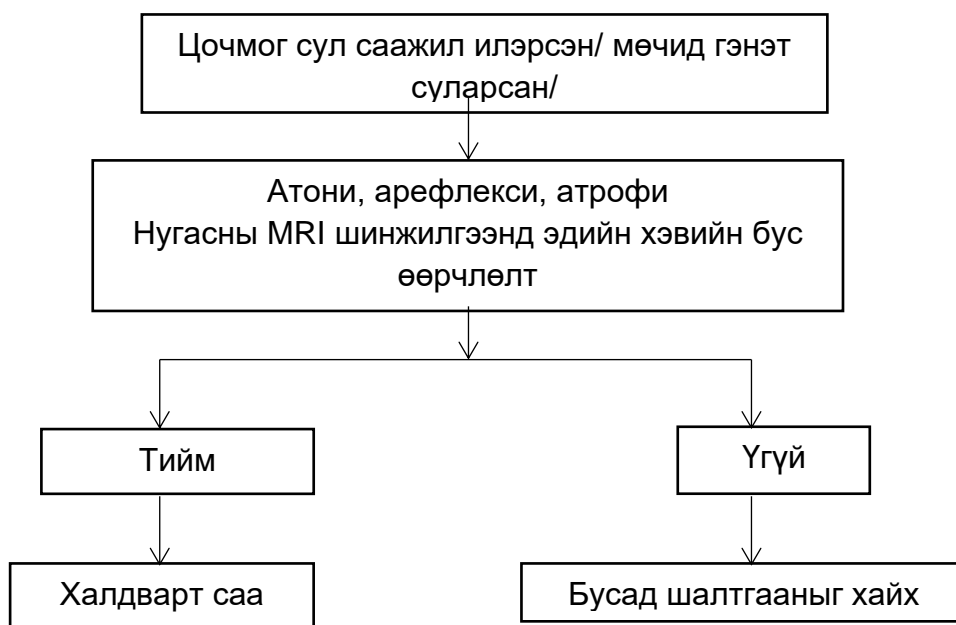 Цочмог сул саажил илэрсэн/ мөчид гэнэт
суларсан/
Атони, арефлекси, атрофи
Нугасны MRI шинжилгээнд эдийн хэвийн бус
өөрчлөлт
Тийм
Үгүй
Халдварт саа
Бусад шалтгааныг хайх